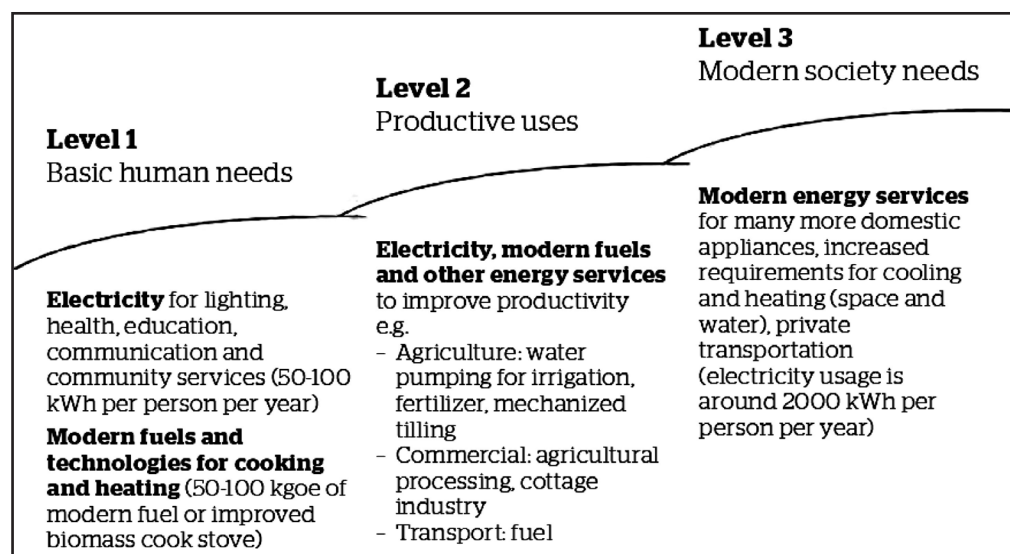 Level 1
Basic human needs
Electricity for lighting,
health, education,
communication and
community services (50-100
kWh per person per year)
Modern fuels and
technologies for cooking
and heating (50-100 kgoe of
modern fuel or improved
biomass cook stove)
Level 2
Productive uses
Electricity, modern fuels
and other energy services
to improve productivity
e.g.
- Agriculture: water
pumping for irrigation,
fertilizer, mechanized
tilling
- Commercial: agricultural
processing, cottage
industry
- Transport: fuel
Level 3
Modern society needs
Modern energy services
for many more domestic
appliances, increased
requirements for cooling
and heating (space and
water), private
transportation
(electricity usage is
around 2000 kWh per
person per year)